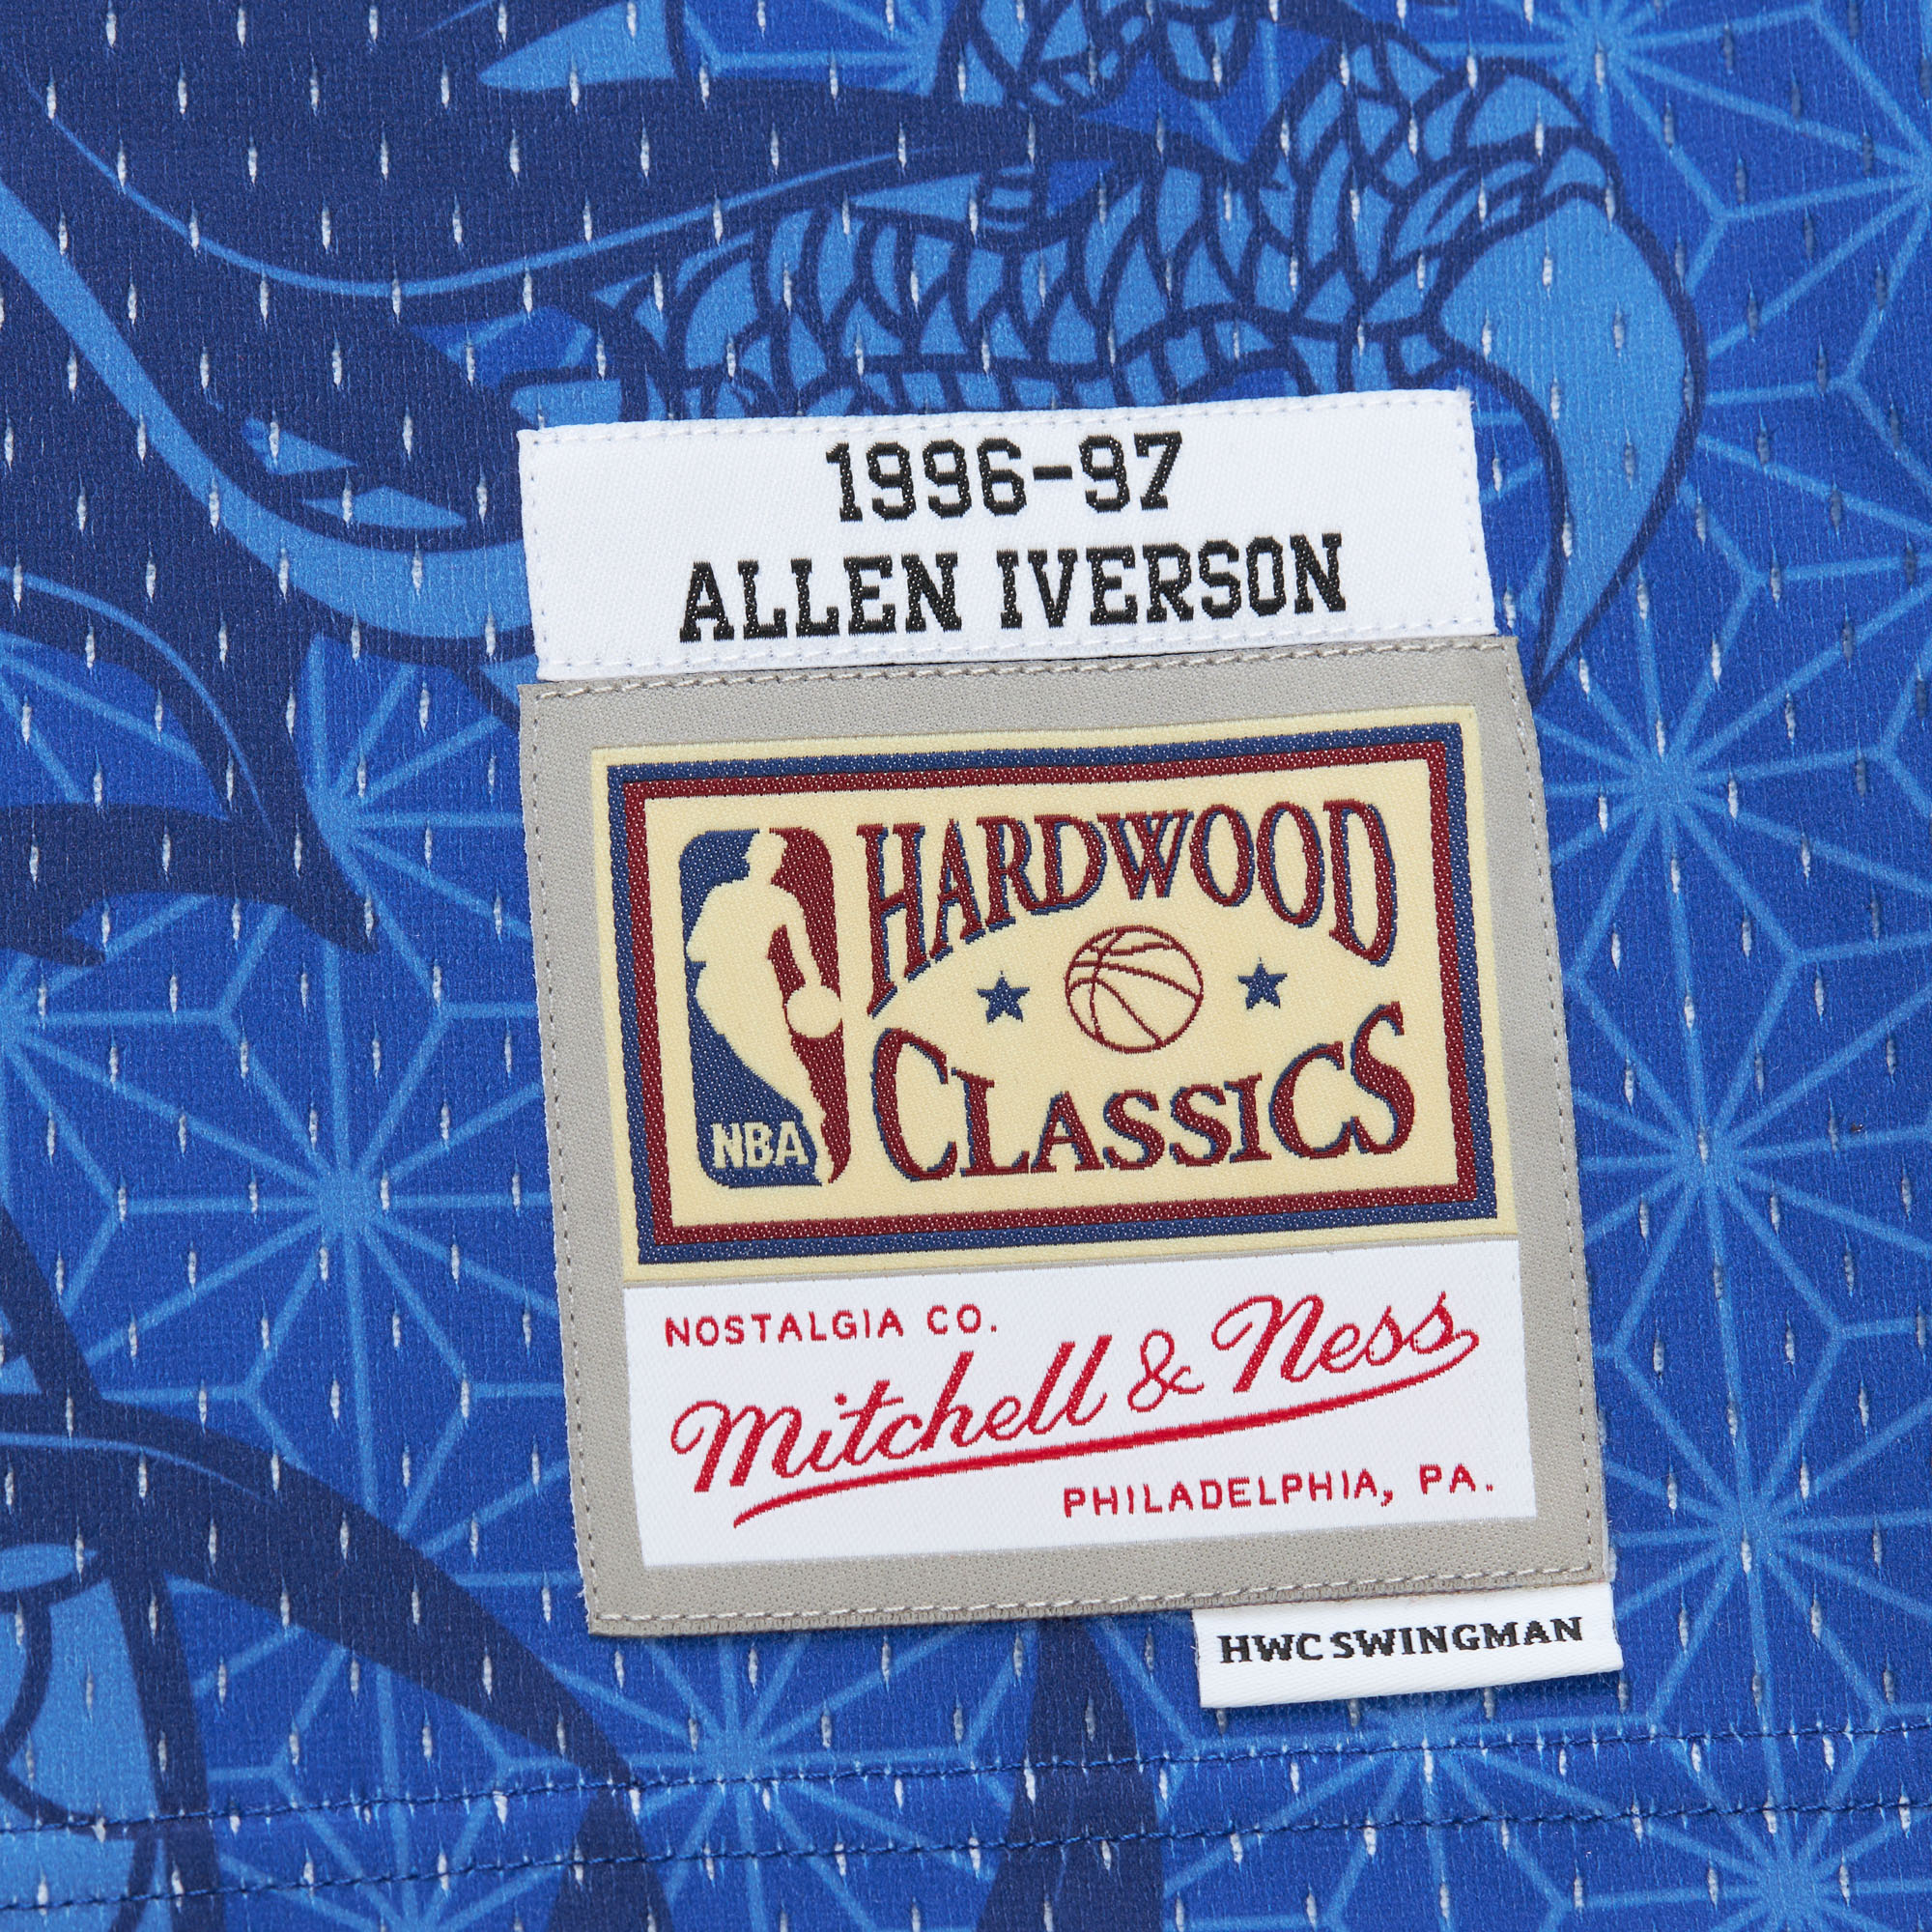 1996-97
ALLEN IVERSON
HARDWOOD
CLASSICS
NBA
NOSTALGIA CO.
Mitchell & Ness
PHILADELPHIA, PA.
HWC SWINGMAN